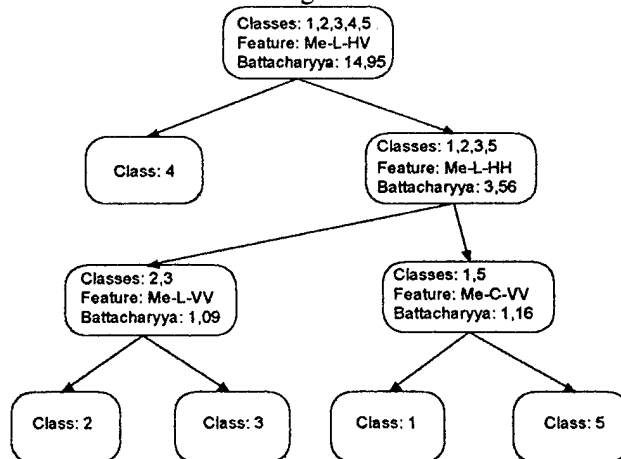 Classes: 1,2,3,4,5
Feature: Me-L-HV
Battacharyya: 14,95
Class: 4
Classes: 1,2,3,5
Feature: Me-L-HH
Battacharyya: 3,56
Classes: 2,3
Feature: Me-L-VV
Battacharyya: 1,09
Classes: 1,5
Feature: Me-C-VV
Battacharyya: 1,16
Class: 2
Class: 3
Class: 1
Class: 5